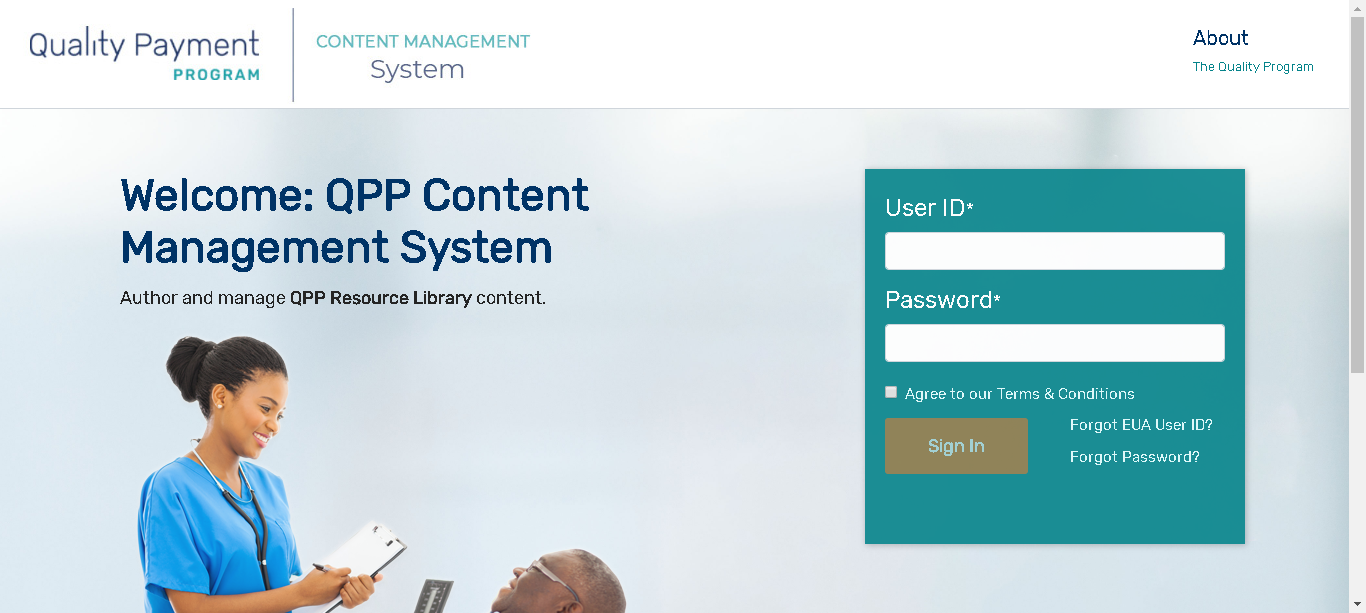 Quality Payment
PROGRAM
CONTENT MANAGEMENT
System
About
The Quality Program
Welcome: QPP Content
Management System
Author and manage QPP Resource Library content.
User ID*
Password*
Agree to our Terms & Conditions
Sign In
Forgot EUA User ID?
Forgot Password?